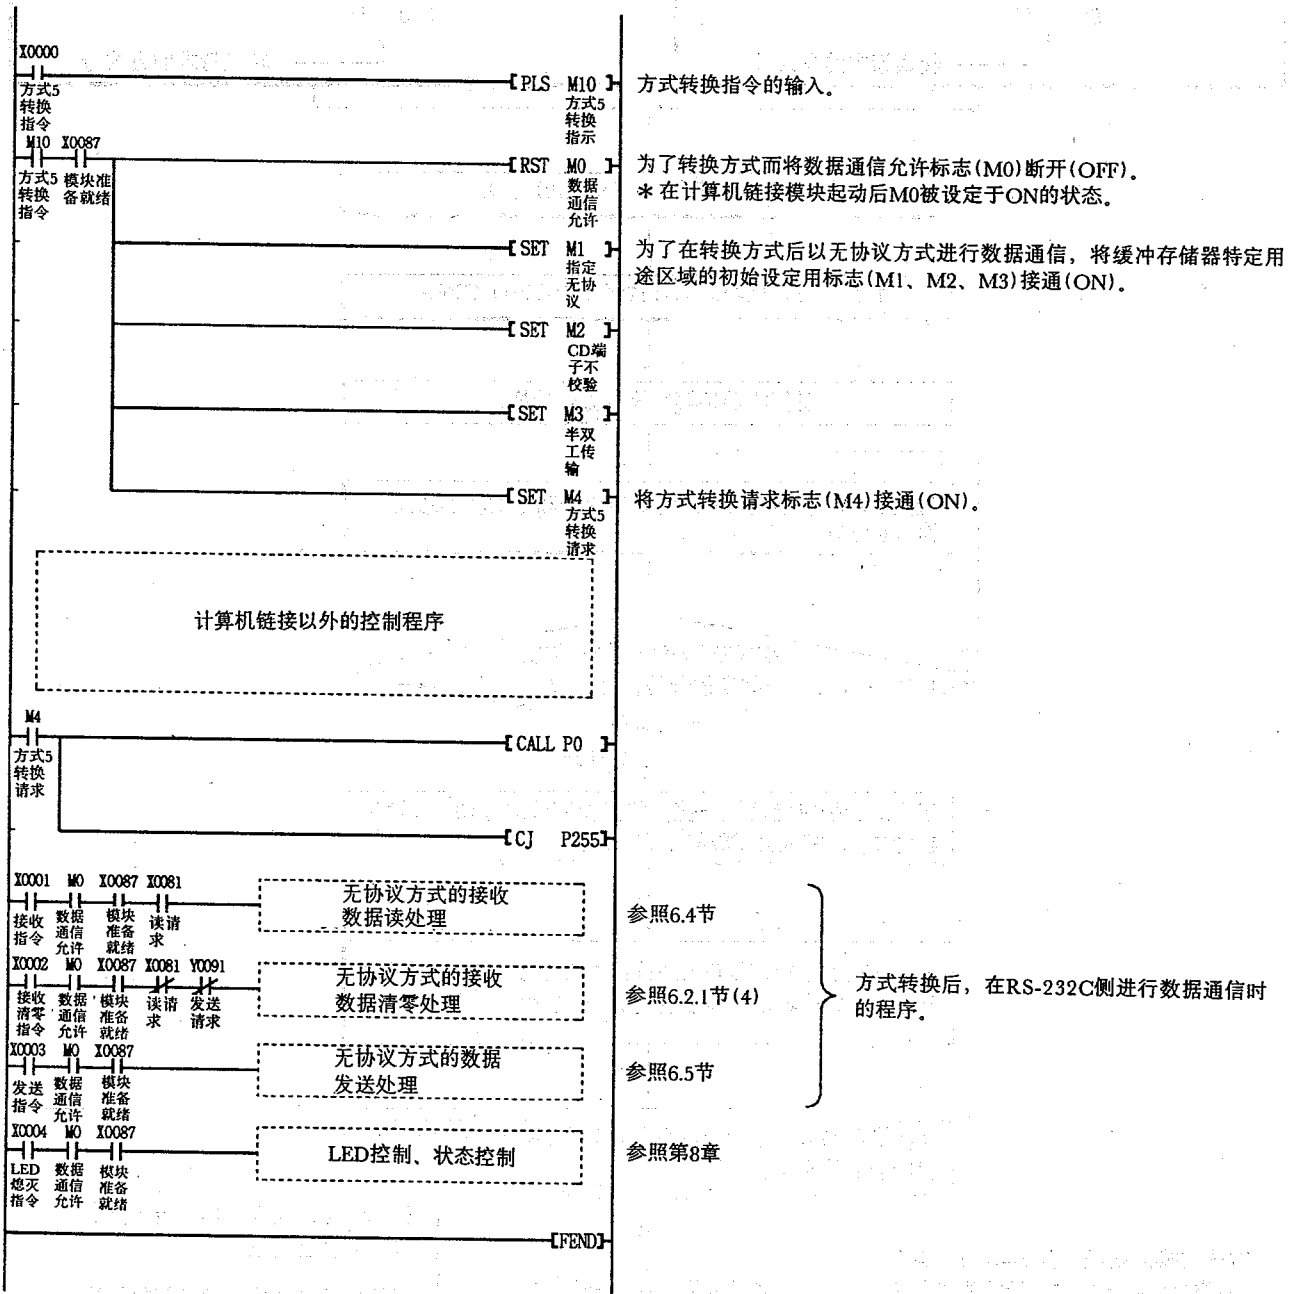 X0000
[PLS M10]
方式转换指令的输入。
方式5
转换
指令
方式5
转换
指示
M10 X0087
[RST M0]
为了转换方式而将数据通信允许标志(M0)断开(OFF)。
方式5
转换
指令
模块准
备就绪
数据
通信
允许
＊在计算机链接模块起动后M0被设定于ON的状态。
[SET M1]
为了在转换方式后以无协议方式进行数据通信，将缓冲存储器特定用
途区域的初始设定用标志(M1、M2、M3)接通(ON)。
指定
无协
议
[SET M2]
CD端
子不
校验
[SET M3]
半双
工传
输
[SET M4]
将方式转换请求标志(M4)接通(ON)。
方式5
转换
请求
计算机链接以外的控制程序
M4
[CALL P0]
方式5
转换
请求
[CJ P255]
X0001 M0 X0087 X0081
接收
指令
数据
通信
允许
模块
准备
就绪
读请
求
无协议方式的接收
数据读处理
参照6.4节
X0002 M0 X0087 X0081 Y0091
接收
清零
指令
数据
通信
允许
模块
准备
就绪
读请
求
发送
请求
无协议方式的接收
数据清零处理
参照6.2.1节(4)
方式转换后，在RS-232C侧进行数据通信时
的程序。
X0003 M0 X0087
发送
指令
数据
通信
允许
模块
准备
就绪
无协议方式的数据
发送处理
参照6.5节
X0004 M0 X0087
LED
熄灭
指令
数据
通信
允许
模块
准备
就绪
LED控制、状态控制
参照第8章
[FEND]